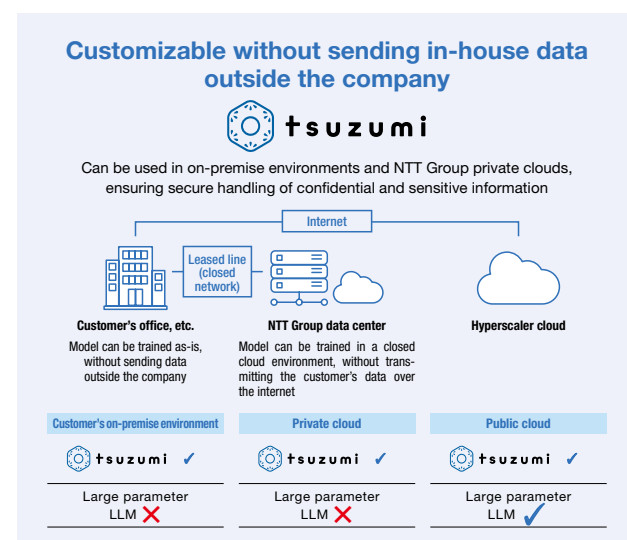 Customizable without sending in-house data
outside the company
tsuzumi
Can be used in on-premise environments and NTT Group private clouds,
ensuring secure handling of confidential and sensitive information
Internet
Leased line
(closed
network)
Customer's office, etc.
Model can be trained as-is,
without sending data
outside the company
NTT Group data center
Model can be trained in a closed
cloud environment, without trans-
mitting the customer's data over
the internet
Hyperscaler cloud
Customer's on-premise environment
tsuzumi ✓
Large parameter
LLM ✕
Private cloud
tsuzumi ✓
Large parameter
LLM ✕
Public cloud
tsuzumi ✓
Large parameter
LLM ✓